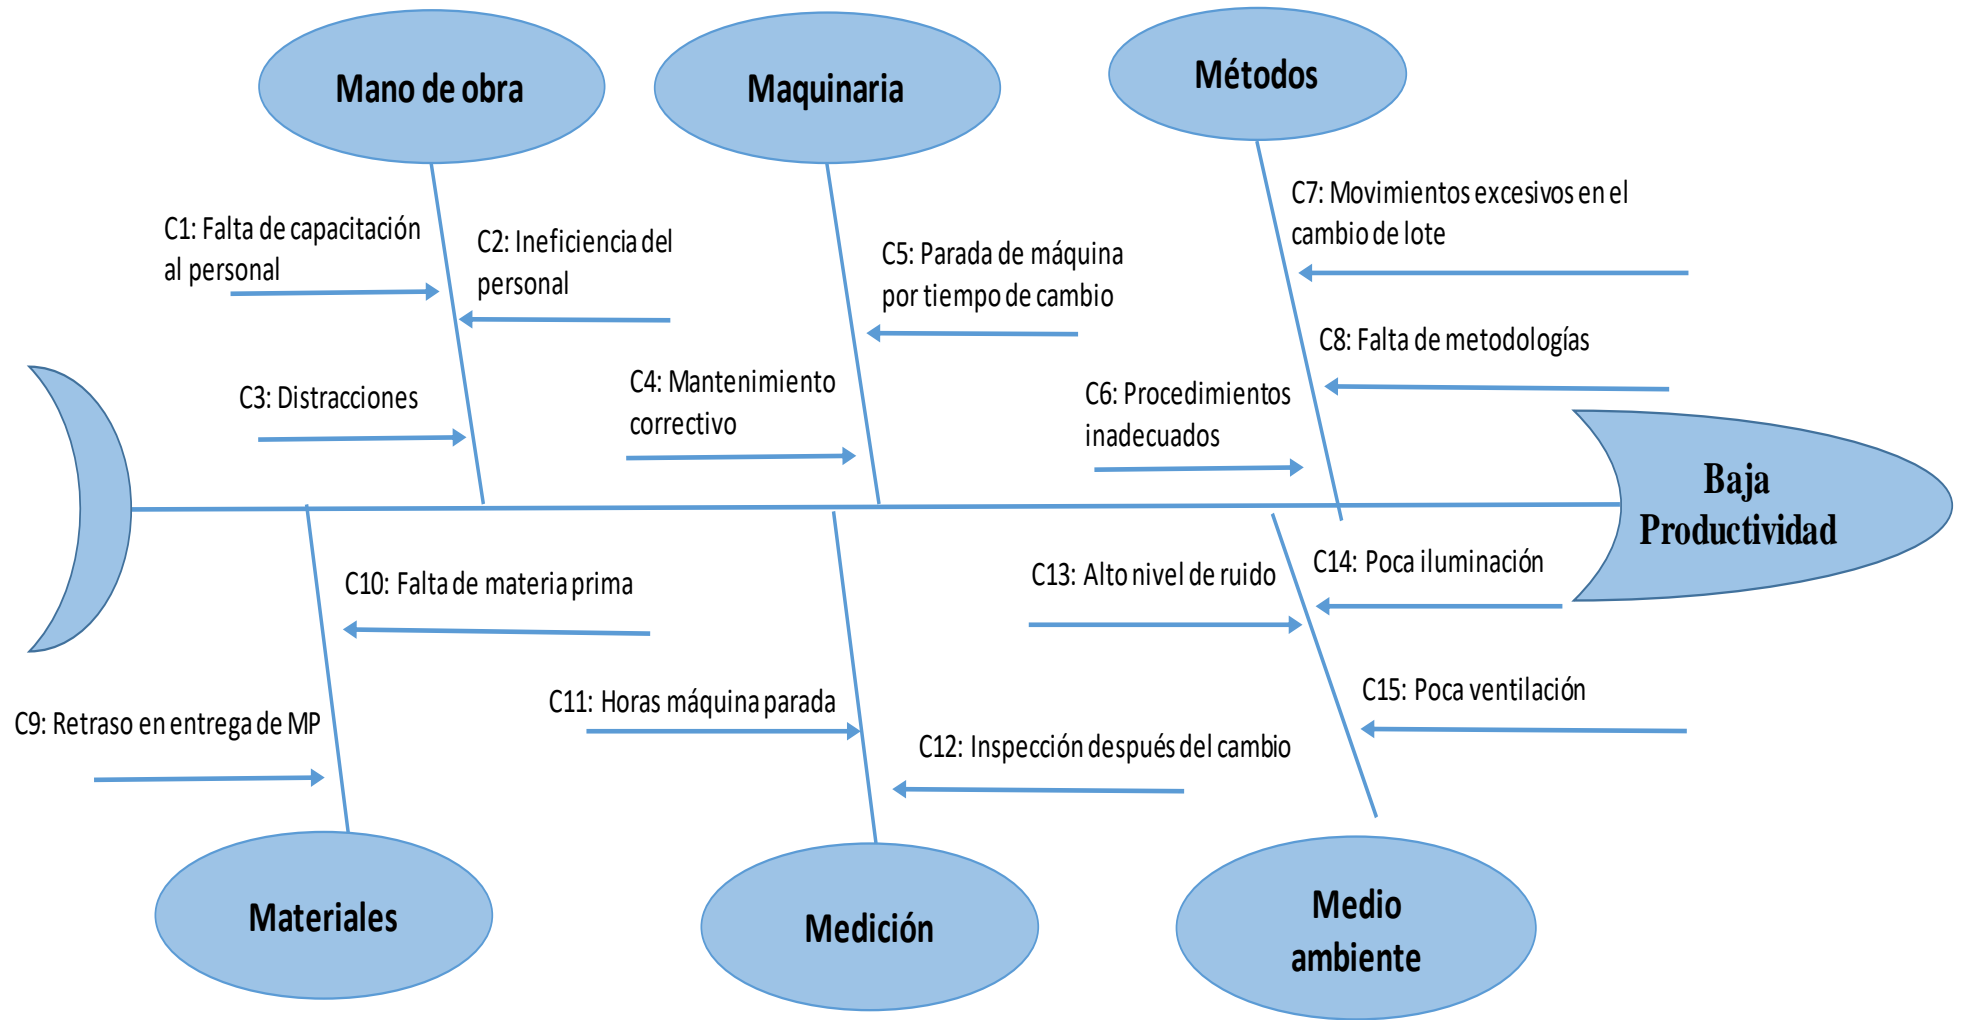 Mano de obra
Maquinaria
Métodos
C1: Falta de capacitación
al personal
C2: Ineficiencia del
personal
C3: Distracciones
C5: Parada de máquina
por tiempo de cambio
C4: Mantenimiento
correctivo
C7: Movimientos excesivos en el
cambio de lote
C8: Falta de metodologías
C6: Procedimientos
inadecuados
Baja
Productividad
C10: Falta de materia prima
C9: Retraso en entrega de MP
C11: Horas máquina parada
C12: Inspección después del cambio
C13: Alto nivel de ruido
C14: Poca iluminación
C15: Poca ventilación
Materiales
Medición
Medio
ambiente